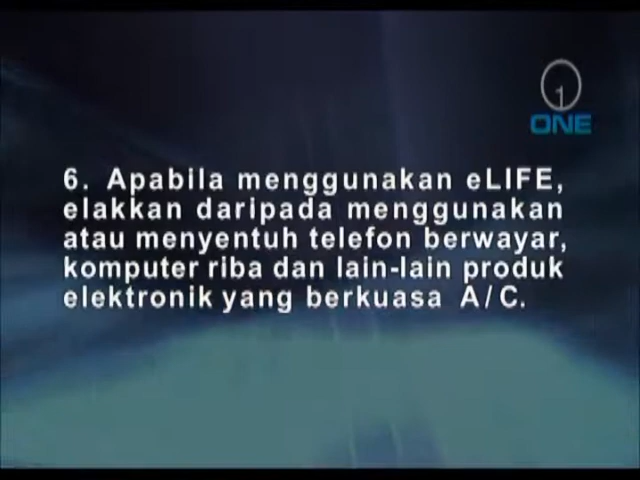 1
ONE
6. Apabila menggunakan eLIFE,
elakkan daripada menggunakan
atau menyentuh telefon berwayar,
komputer riba dan lain-lain produk
elektronik yang berkuasa A/C.